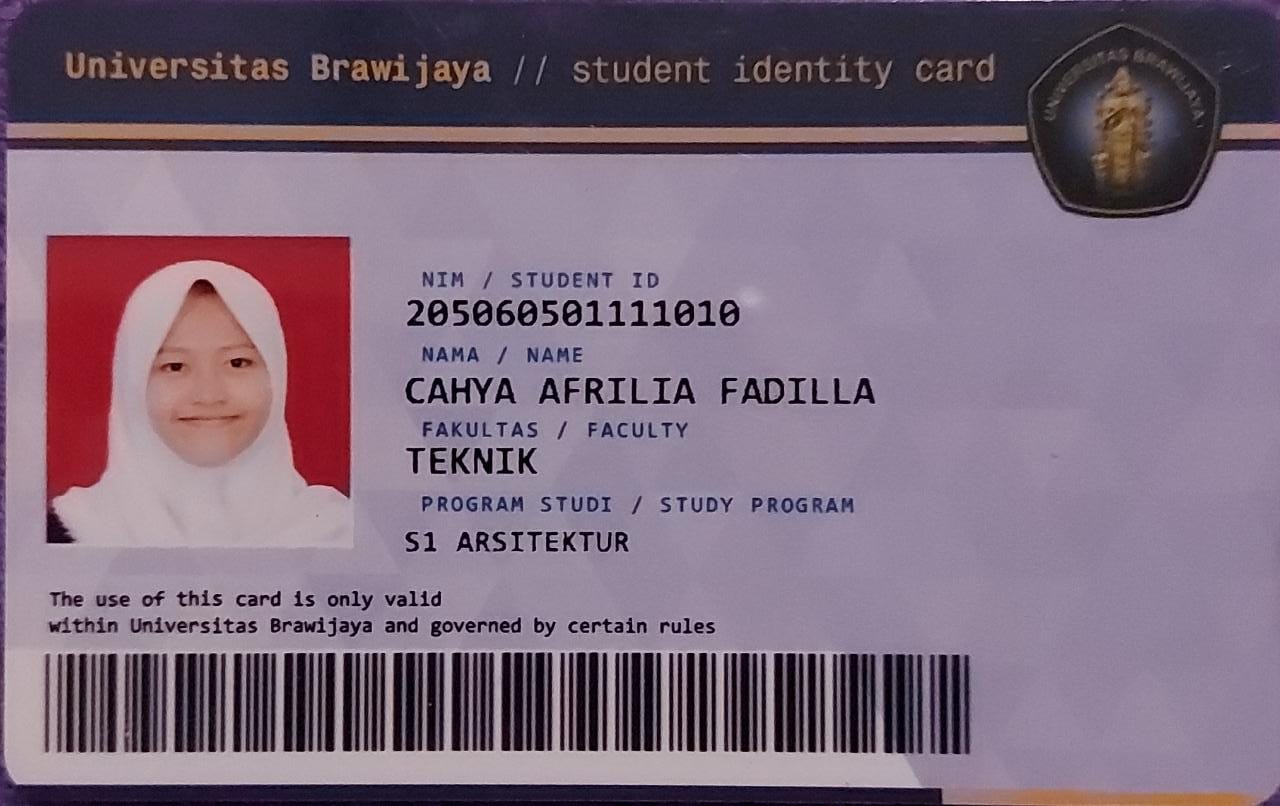 Universitas Brawijaya // student identity card
UNIVERSITAS BRAWIJAYA
NIM / STUDENT ID
205060501111010
NAMA / NAME
CAHYA AFRILIA FADILLA
FAKULTAS / FACULTY
TEKNIK
PROGRAM STUDI / STUDY PROGRAM
S1 ARSITEKTUR
The use of this card is only valid
within Universitas Brawijaya and governed by certain rules